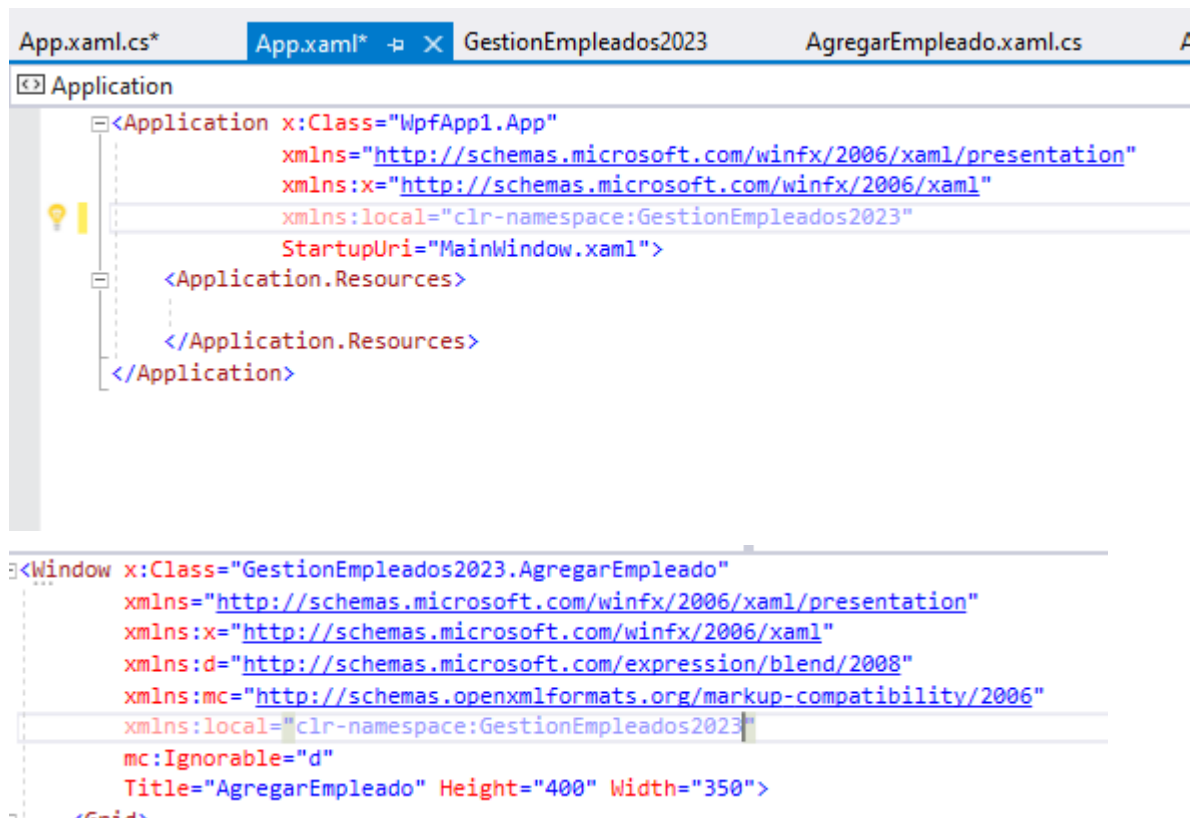 App.xaml.cs* App.xaml* GestionEmpleados2023 AgregarEmpleado.xaml.cs A
Application
<Application x:Class="WpfApp1.App"
xmlns="http://schemas.microsoft.com/winfx/2006/xaml/presentation"
xmlns:x="http://schemas.microsoft.com/winfx/2006/xaml"
xmlns:local="clr-namespace:GestionEmpleados2023"
StartupUri="MainWindow.xaml">
<Application.Resources>
</Application.Resources>
</Application>
<Window x:Class="GestionEmpleados2023.AgregarEmpleado"
xmlns="http://schemas.microsoft.com/winfx/2006/xaml/presentation"
xmlns:x="http://schemas.microsoft.com/winfx/2006/xaml"
xmlns:d="http://schemas.microsoft.com/expression/blend/2008"
xmlns:mc="http://schemas.openxmlformats.org/markup-compatibility/2006"
xmlns:local="clr-namespace:GestionEmpleados2023"
mc:Ignorable="d"
Title="AgregarEmpleado" Height="400" Width="350">
<Grid>